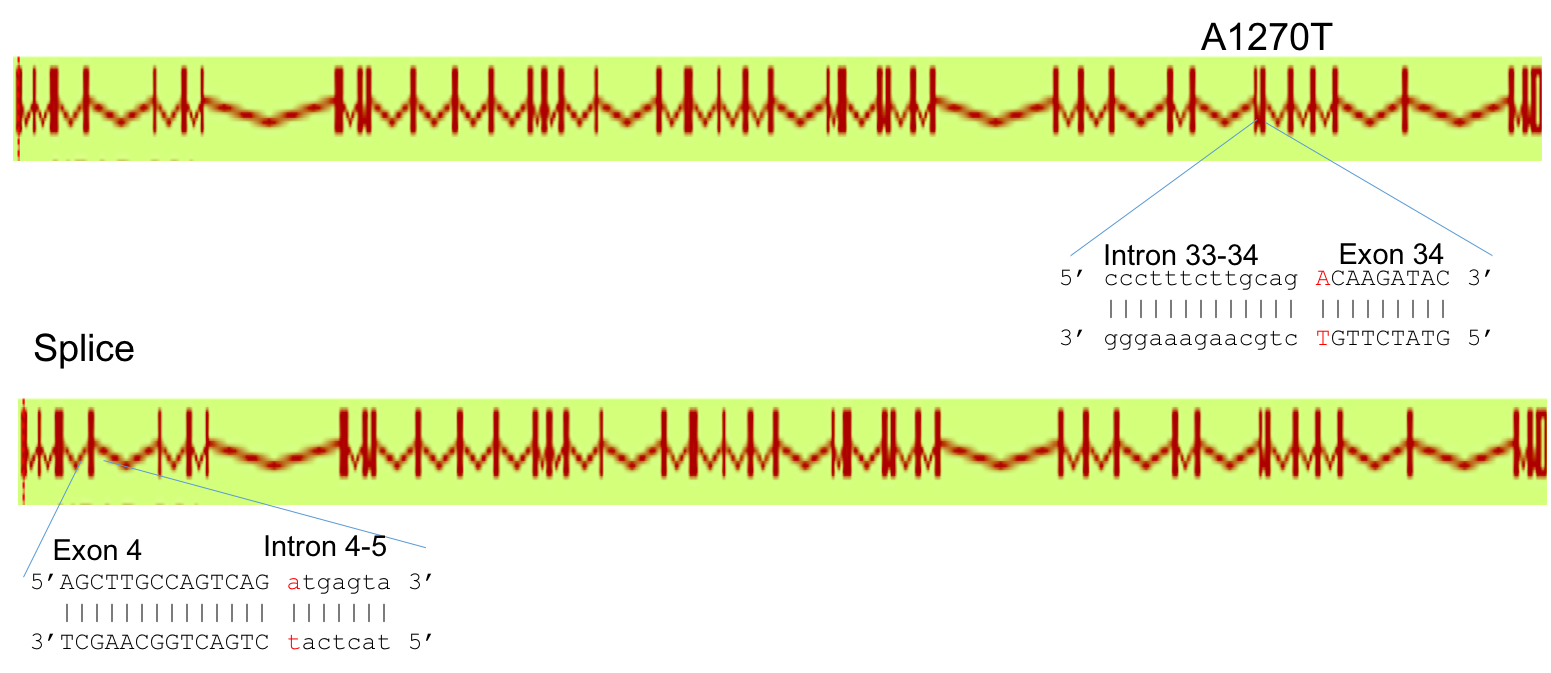 A1270T
Intron 33-34 Exon 34
5’ ccctttcttgcag ACAAGATAC 3’
||||||||||||| |||||||||
3’ gggaaagaacgtc TGTTCTATG 5’
Splice
Exon 4 Intron 4-5
5’AGCTTGCCAGTCAG atgagta 3’
|||||||||||||| |||||||
3’TCGAACGGTCAGTC tactcat 5’